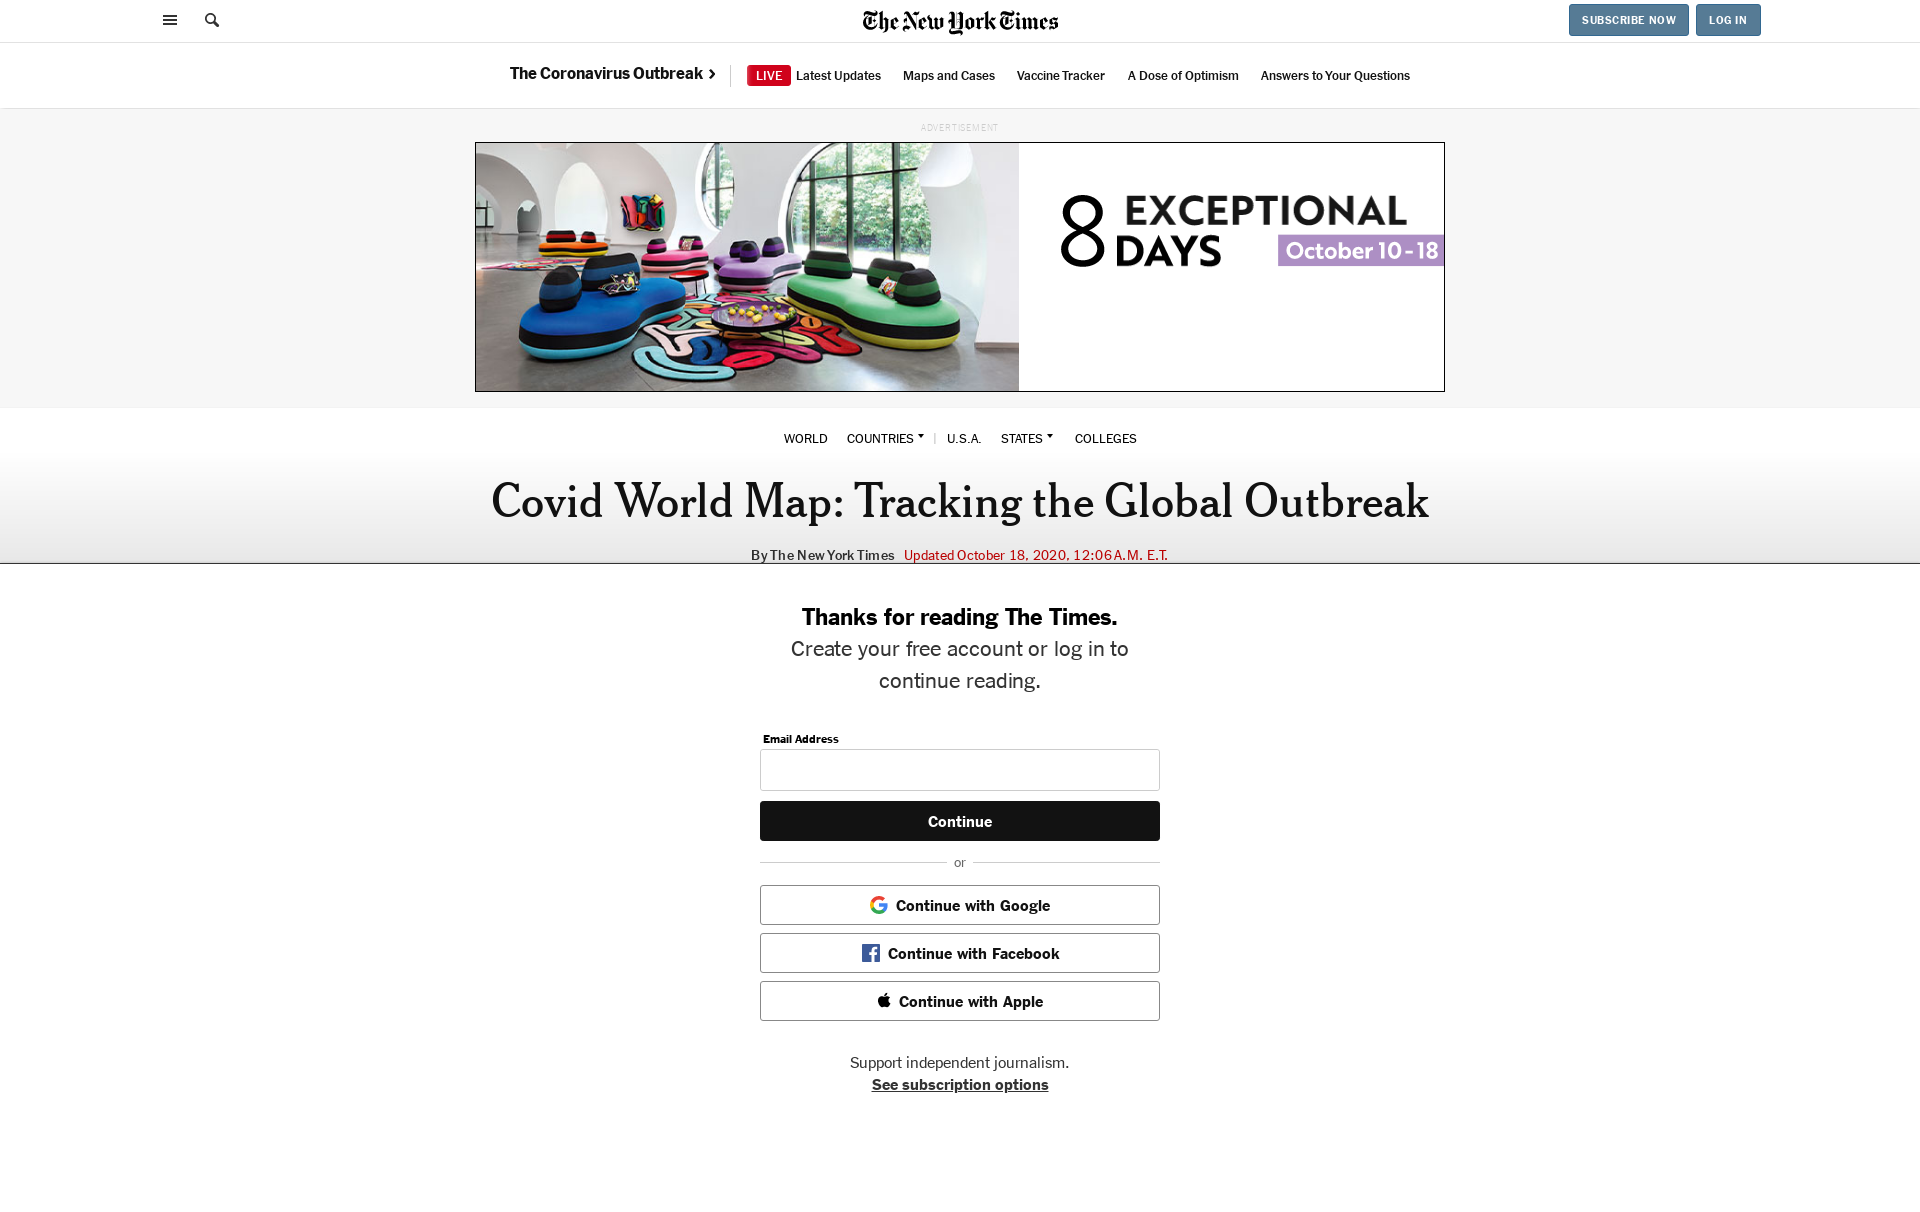 The New York Times
SUBSCRIBE NOW
LOG IN
The Coronavirus Outbreak
LIVE Latest Updates
Maps and Cases
Vaccine Tracker
A Dose of Optimism
Answers to Your Questions
ADVERTISEMENT
8 EXCEPTIONAL
DAYS
October 10-18
WORLD COUNTRIES | U.S.A. STATES COLLEGES
Covid World Map: Tracking the Global Outbreak
By The New York Times Updated October 18, 2020, 12:06 A.M. E.T.
Thanks for reading The Times.
Create your free account or log in to
continue reading.
Email Address
Continue
or
Continue with Google
Continue with Facebook
Continue with Apple
Support independent journalism.
See subscription options